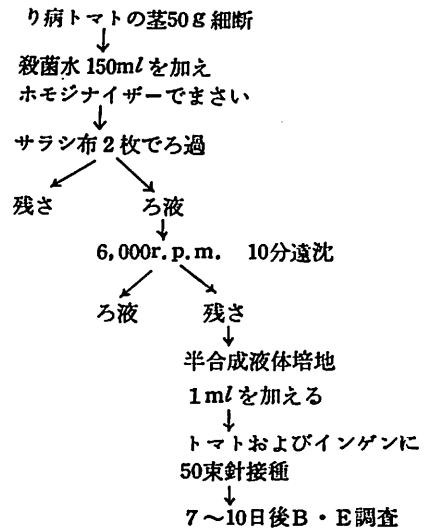 り病トマトの茎50g細断
殺菌水150mlを加え
ホモジナイザーでまさい
サラシ布2枚でろ過
残さ ろ液
6,000r.p.m. 10分遠沈
ろ液 残さ
半合成液体培地
1mlを加える
トマトおよびインゲンに
50束針接種
7〜10日後B・E調査